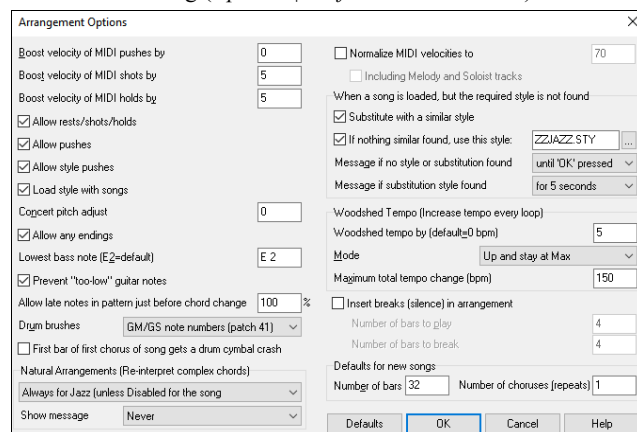 Arrangement Options
Boost velocity of MIDI pushes by 0
Boost velocity of MIDI shots by 5
Boost velocity of MIDI holds by 5
Allow rests/shots/holds
Allow pushes
Allow style pushes
Load style with songs
Concert pitch adjust 0
Allow any endings
Lowest bass note (E2=default) E 2
Prevent "too-low" guitar notes
Allow late notes in pattern just before chord change 100 %
Drum brushes GM/GS note numbers (patch 41)
First bar of first chorus of song gets a drum cymbal crash
Natural Arrangements (Re-interpret complex chords)
Always for Jazz (unless Disabled for the song
Show message Never
Normalize MIDI velocities to 70
Including Melody and Soloist tracks
When a song is loaded, but the required style is not found
Substitute with a similar style
If nothing similar found, use this style: ZZJAZZ.STY ...
Message if no style or substitution found until 'OK' pressed
Message if substitution style found for 5 seconds
Woodshed Tempo (Increase tempo every loop)
Woodshed tempo by (default=0 bpm) 5
Mode Up and stay at Max
Maximum total tempo change (bpm) 150
Insert breaks (silence) in arrangement
Number of bars to play 4
Number of bars to break 4
Defaults for new songs
Number of bars 32 Number of choruses (repeats) 1
Defaults OK Cancel Help